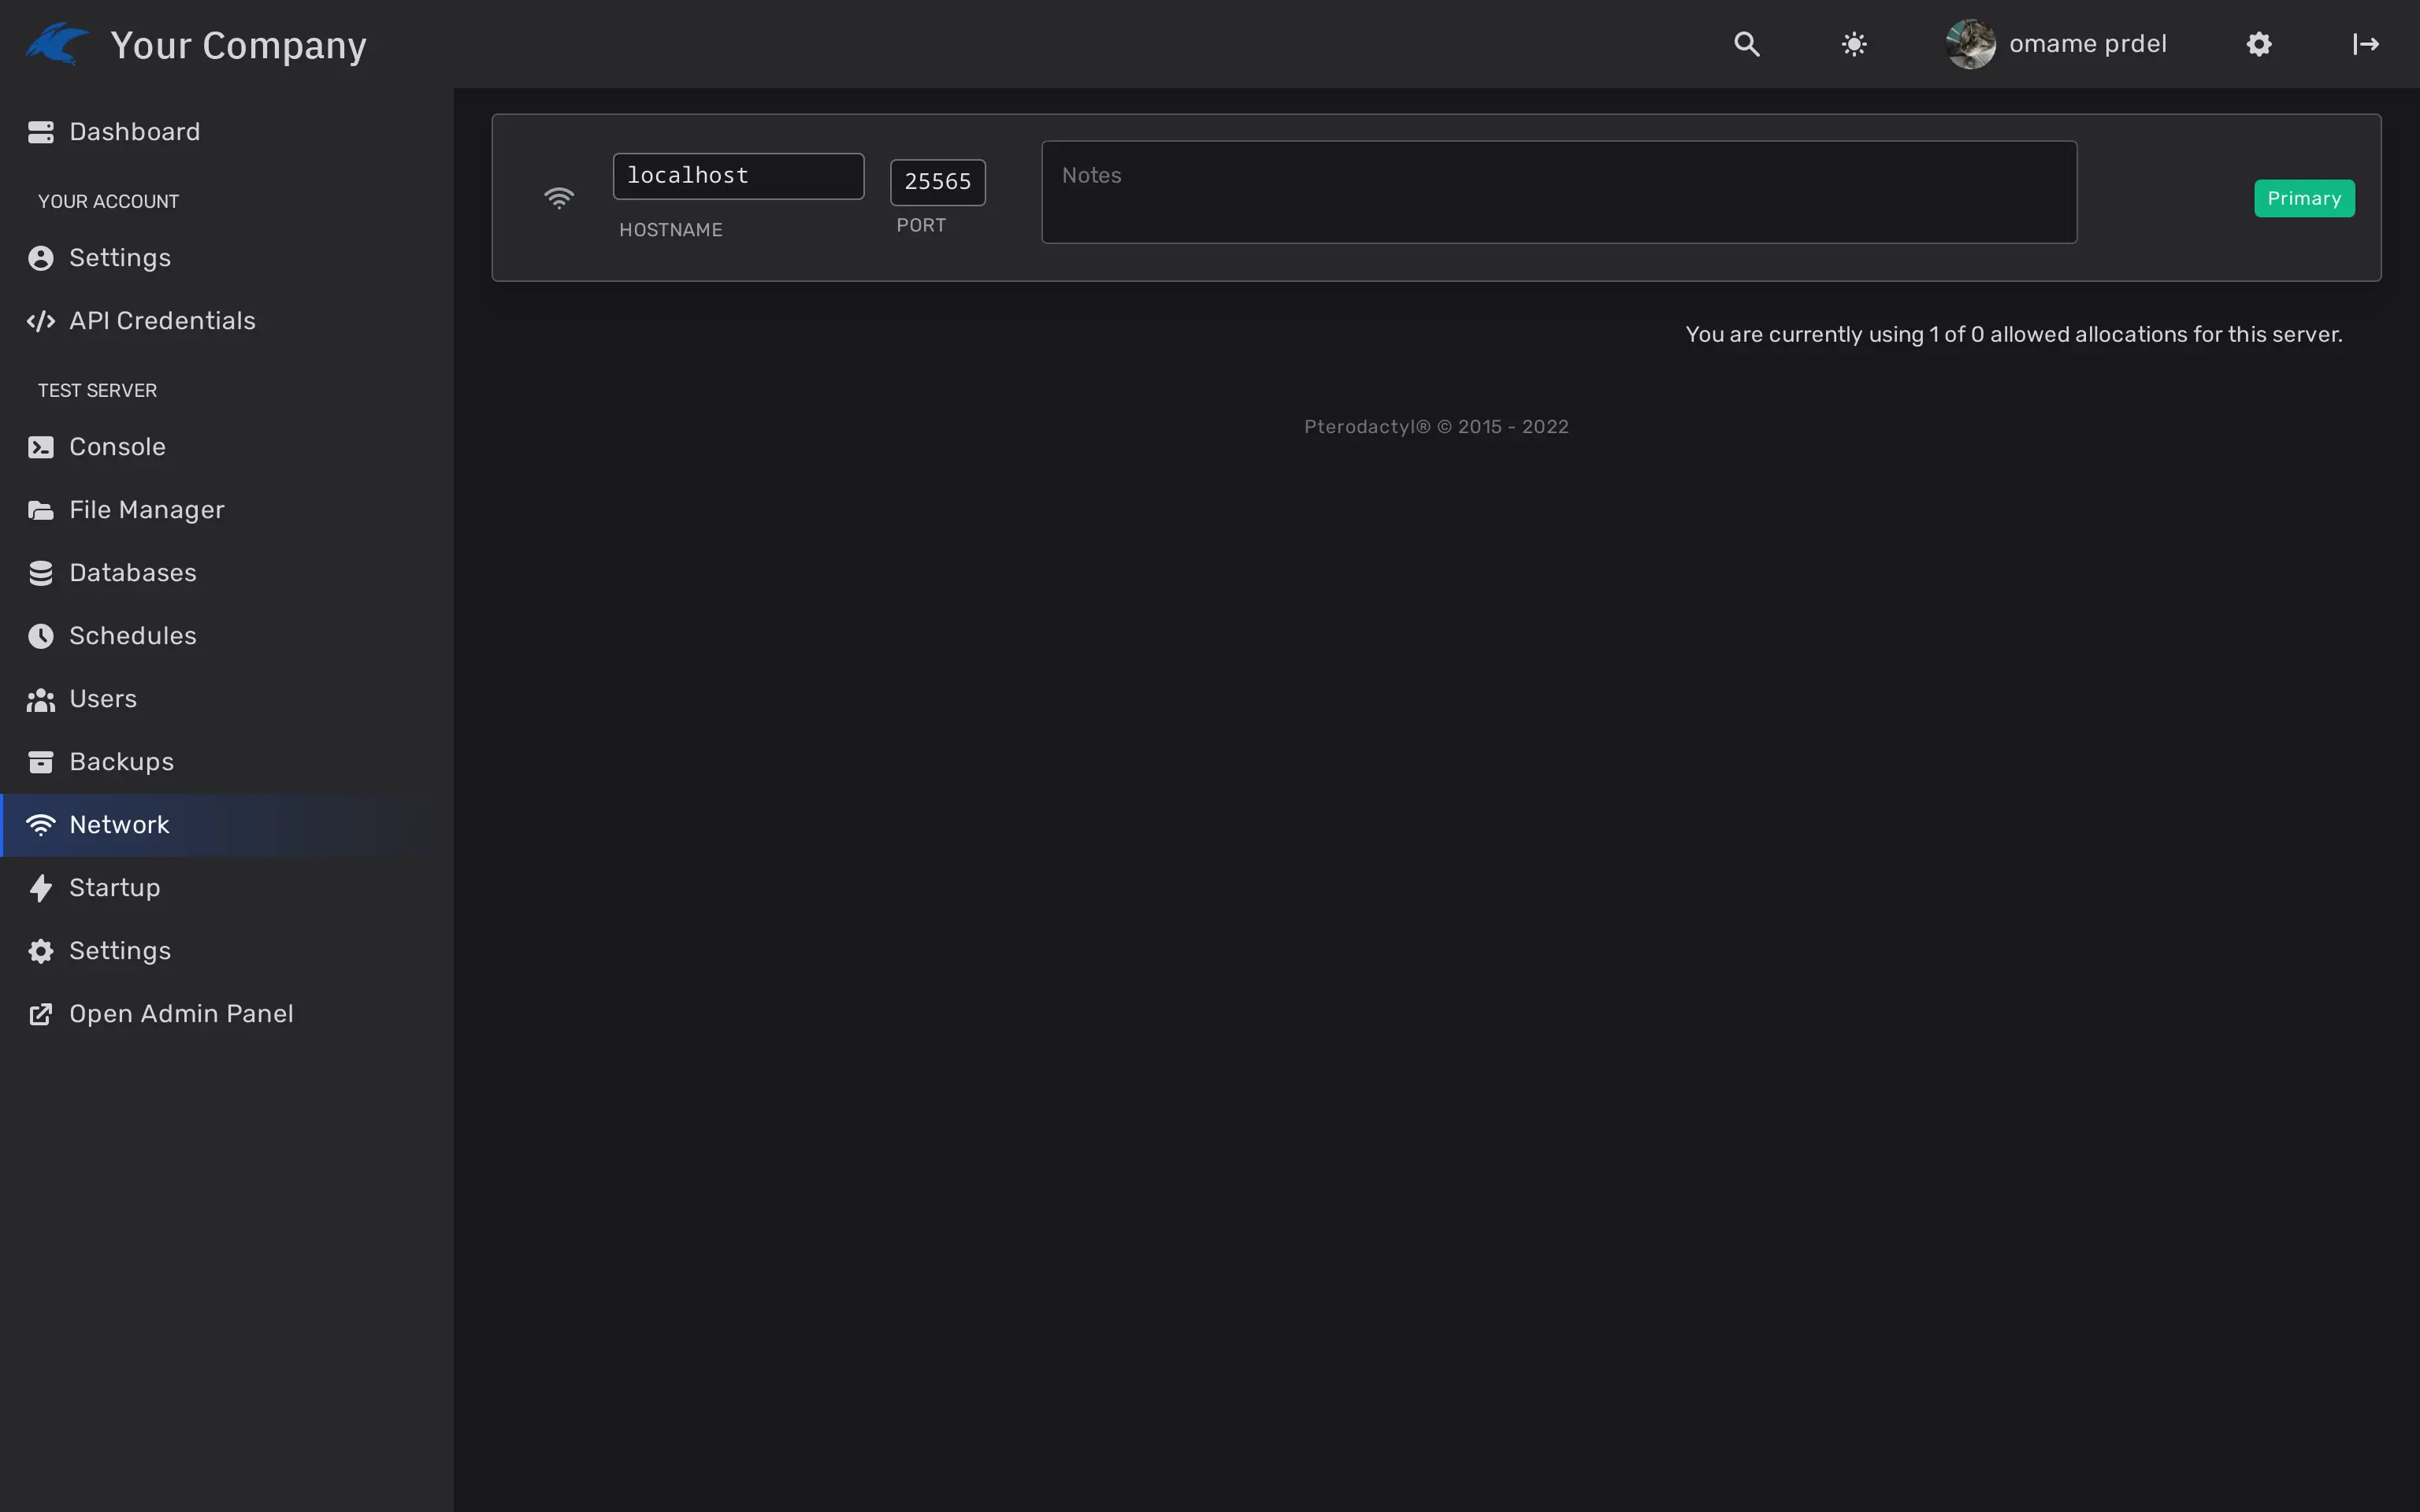 Your Company
omame prdel
Dashboard
YOUR ACCOUNT
Settings
API Credentials
TEST SERVER
Console
File Manager
Databases
Schedules
Users
Backups
Network
Startup
Settings
Open Admin Panel
localhost
HOSTNAME
25565
PORT
Notes
Primary
You are currently using 1 of 0 allowed allocations for this server.
Pterodactyl® © 2015 - 2022